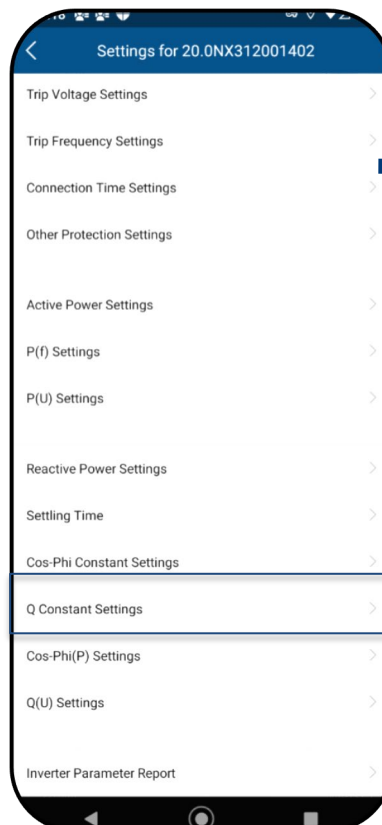 Settings for 20.0NX312001402
Trip Voltage Settings
Trip Frequency Settings
Connection Time Settings
Other Protection Settings
Active Power Settings
P(f) Settings
P(U) Settings
Reactive Power Settings
Settling Time
Cos-Phi Constant Settings
Q Constant Settings
Cos-Phi(P) Settings
Q(U) Settings
Inverter Parameter Report